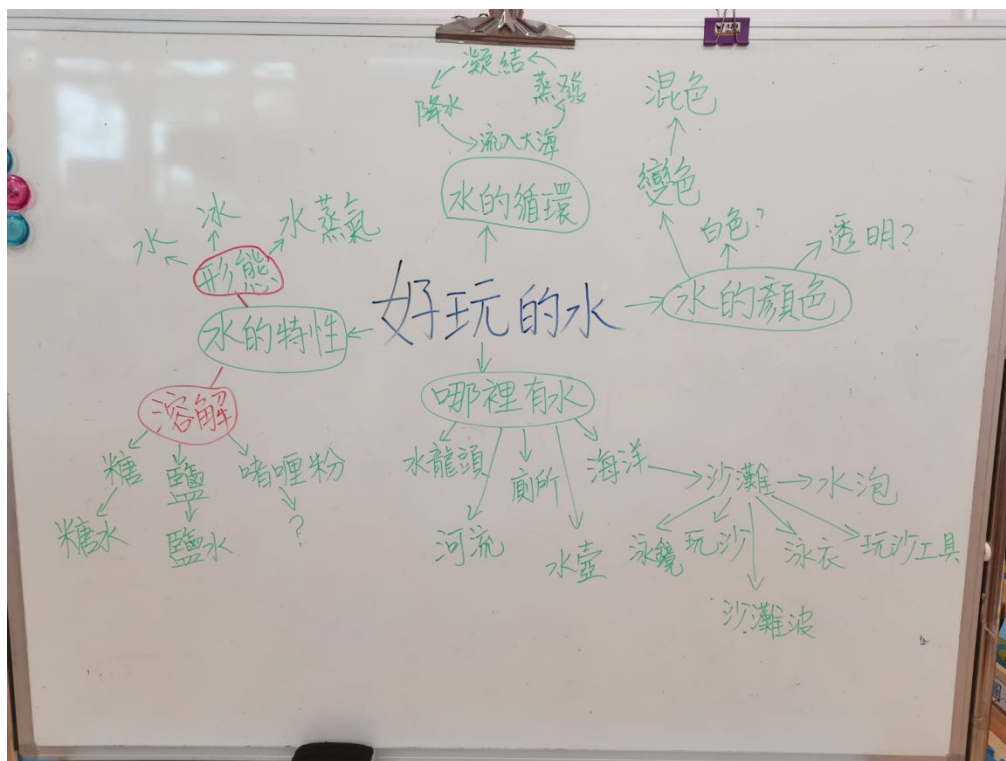 凝結
蒸發
降水
流入大海
水的循環
混色
變色
白色?
透明?
水的顏色
冰
水
水蒸氣
形態
水的特性
好玩的水
溶解
糖
鹽
啫喱粉
糖水
鹽水
?
哪裡有水
水龍頭
河流
廁所
水壺
海洋
沙灘
水泡
泳鏡
玩沙
沙灘波
泳衣
玩沙工具